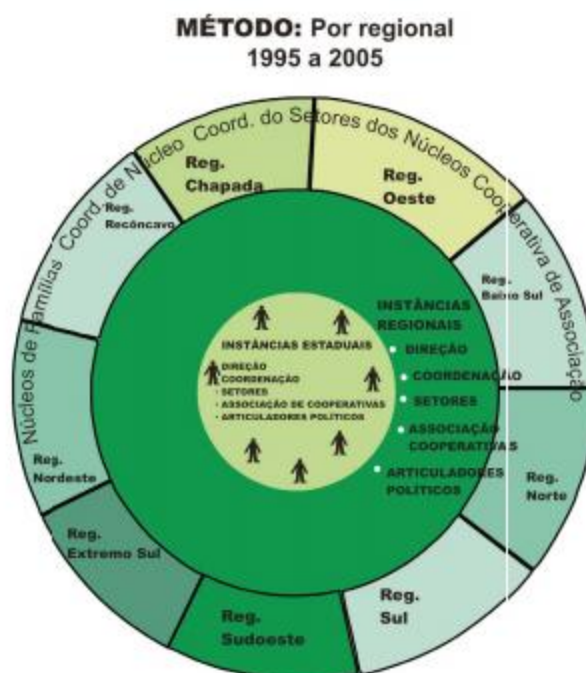 MÉTODO: Por regional
1995 a 2005
Núcleos de Famílias Coord. de Núcleo Coord. do Setores dos Núcleos Cooperativa de Associação
Reg.
Chapada
Reg.
Oeste
Reg.
Recôncavo
Reg.
Baixo Sul
INSTÂNCIAS
REGIONAIS
DIREÇÃO
COORDENAÇÃO
SETORES
ASSOCIAÇÃO
COOPERATIVAS
ARTICULADORES
POLÍTICOS
INSTÂNCIAS ESTADUAIS
· DIREÇÃO
· COORDENAÇÃO
· SETORES
· ASSOCIAÇÃO DE COOPERATIVAS
· ARTICULADORES POLÍTICOS
Reg.
Nordeste
Reg.
Norte
Reg.
Extremo Sul
Reg.
Sul
Reg.
Sudoeste